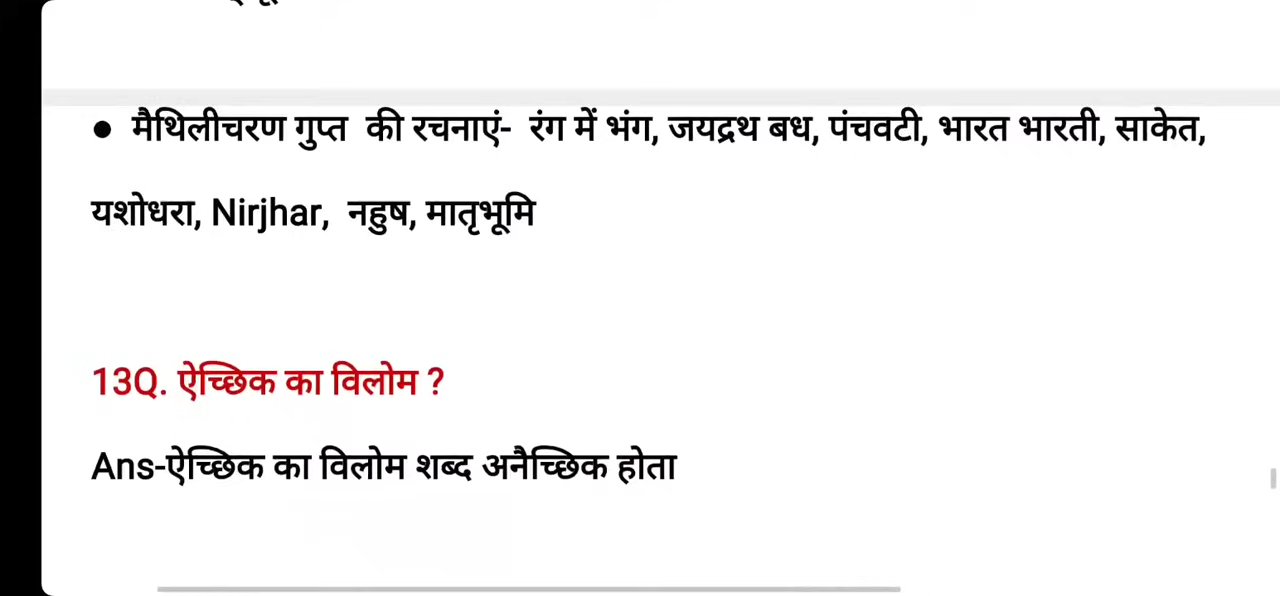 ● मैथिलीचरण गुप्त की रचनाएं- रंग में भंग, जयद्रथ बध, पंचवटी, भारत भारती, साकेत,
यशोधरा, Nirjhar, नहुष, मातृभूमि
13Q. ऐच्छिक का विलोम ?
Ans-ऐच्छिक का विलोम शब्द अनैच्छिक होता